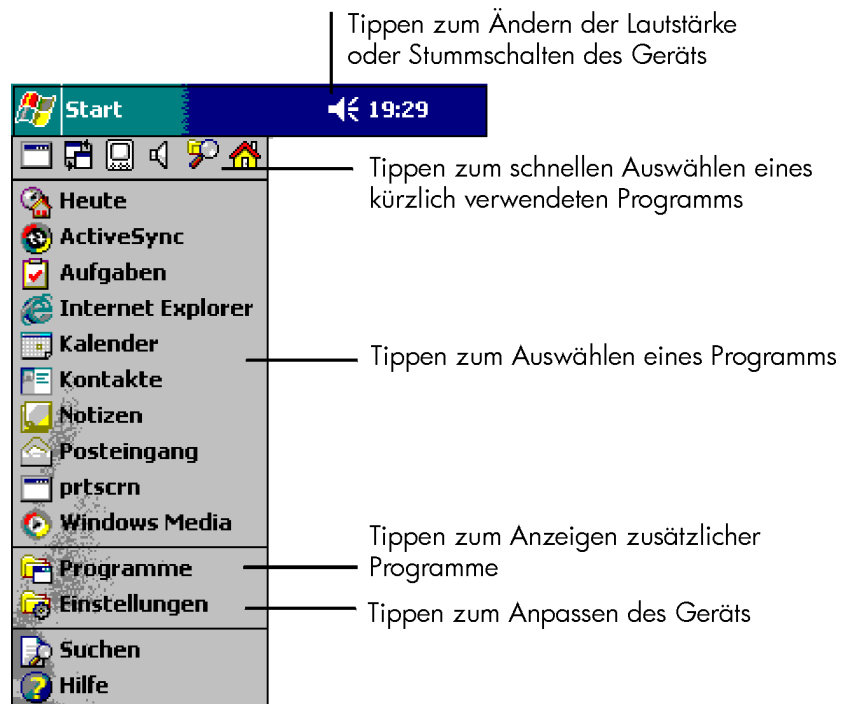 Tippen zum Ändern der Lautstärke
oder Stummschalten des Geräts
Start 19:29
Tippen zum schnellen Auswählen eines
kürzlich verwendeten Programms
Heute
ActiveSync
Aufgaben
Internet Explorer
Kalender
Tippen zum Auswählen eines Programms
Kontakte
Notizen
Posteingang
prtscrn
Windows Media
Tippen zum Anzeigen zusätzlicher
Programme
Programme
Einstellungen
Tippen zum Anpassen des Geräts
Suchen
Hilfe